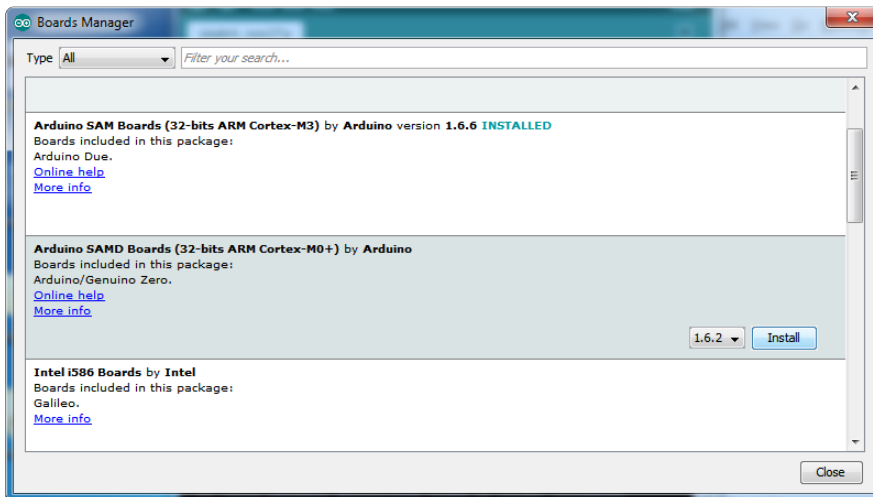 Boards Manager
Type All Filter your search...
Arduino SAM Boards (32-bits ARM Cortex-M3) by Arduino version 1.6.6 INSTALLED
Boards included in this package:
Arduino Due.
Online help
More info
Arduino SAMD Boards (32-bits ARM Cortex-M0+) by Arduino
Boards included in this package:
Arduino/Genuino Zero.
Online help
More info
1.6.2 Install
Intel i586 Boards by Intel
Boards included in this package:
Galileo.
More info
Close